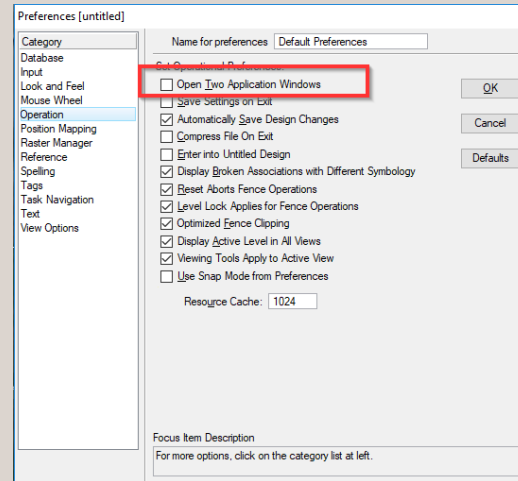 Preferences [untitled]
Category
Database
Input
Look and Feel
Mouse Wheel
Operation
Position Mapping
Raster Manager
Reference
Spelling
Tags
Task Navigation
Text
View Options
Name for preferences Default Preferences
Set Operational Preferences:
Open Two Application Windows
Save Settings on Exit
Automatically Save Design Changes
Compress File On Exit
Enter into Untitled Design
Display Broken Associations with Different Symbology
Reset Aborts Fence Operations
Level Lock Applies for Fence Operations
Optimized Fence Clipping
Display Active Level in All Views
Viewing Tools Apply to Active View
Use Snap Mode from Preferences
Resource Cache: 1024
OK
Cancel
Defaults
Focus Item Description
For more options, click on the category list at left.